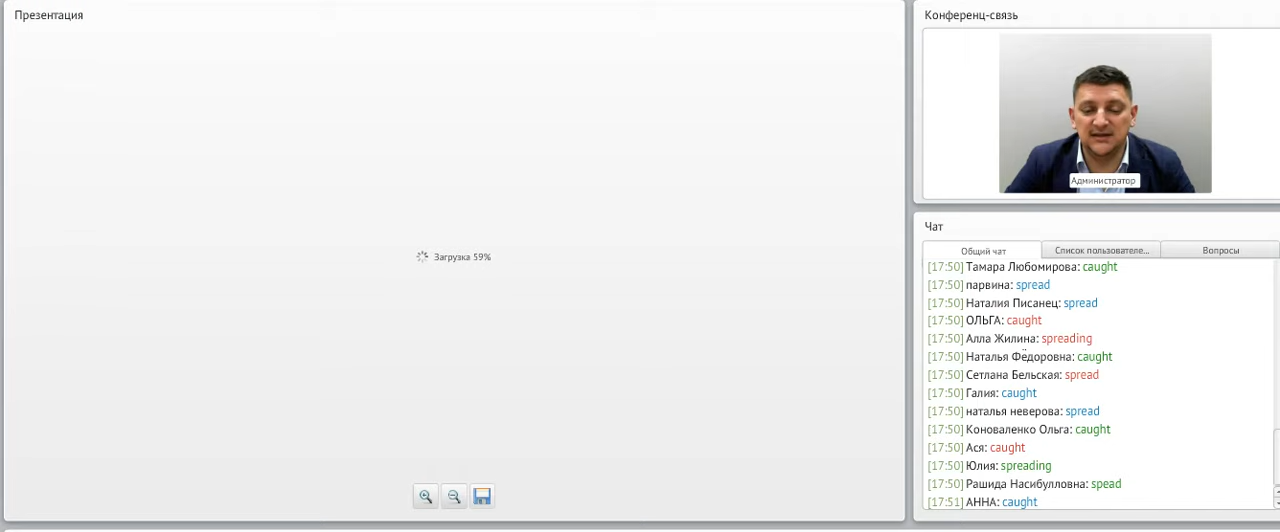 Презентация
Загрузка 59%
Конференц-связь
Администратор
Чат
Общий чат
Список пользователе...
Вопросы
[17:50] Тамара Любомирова: caught
[17:50] парвина: spread
[17:50] Наталия Писанец: spread
[17:50] ОЛЬГА: caught
[17:50] Алла Жилина: spreading
[17:50] Наталья Фёдоровна: caught
[17:50] Сетлана Бельская: spread
[17:50] Галия: caught
[17:50] наталья неверова: spread
[17:50] Коноваленко Ольга: caught
[17:50] Ася: caught
[17:50] Юлия: spreading
[17:50] Рашида Насибулловна: spead
[17:51] АННА: caught